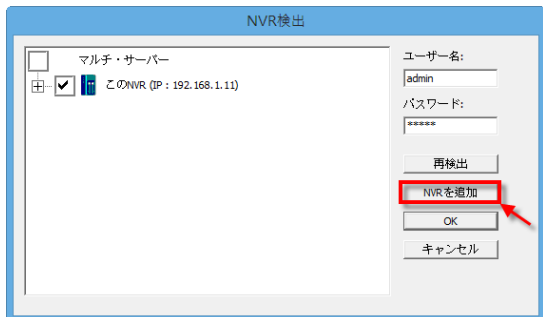 NVR検出
マルチ・サーバー
このNVR (IP : 192.168.1.11)
ユーザー名:
admin
パスワード:
*****
再検出
NVRを追加
OK
キャンセル